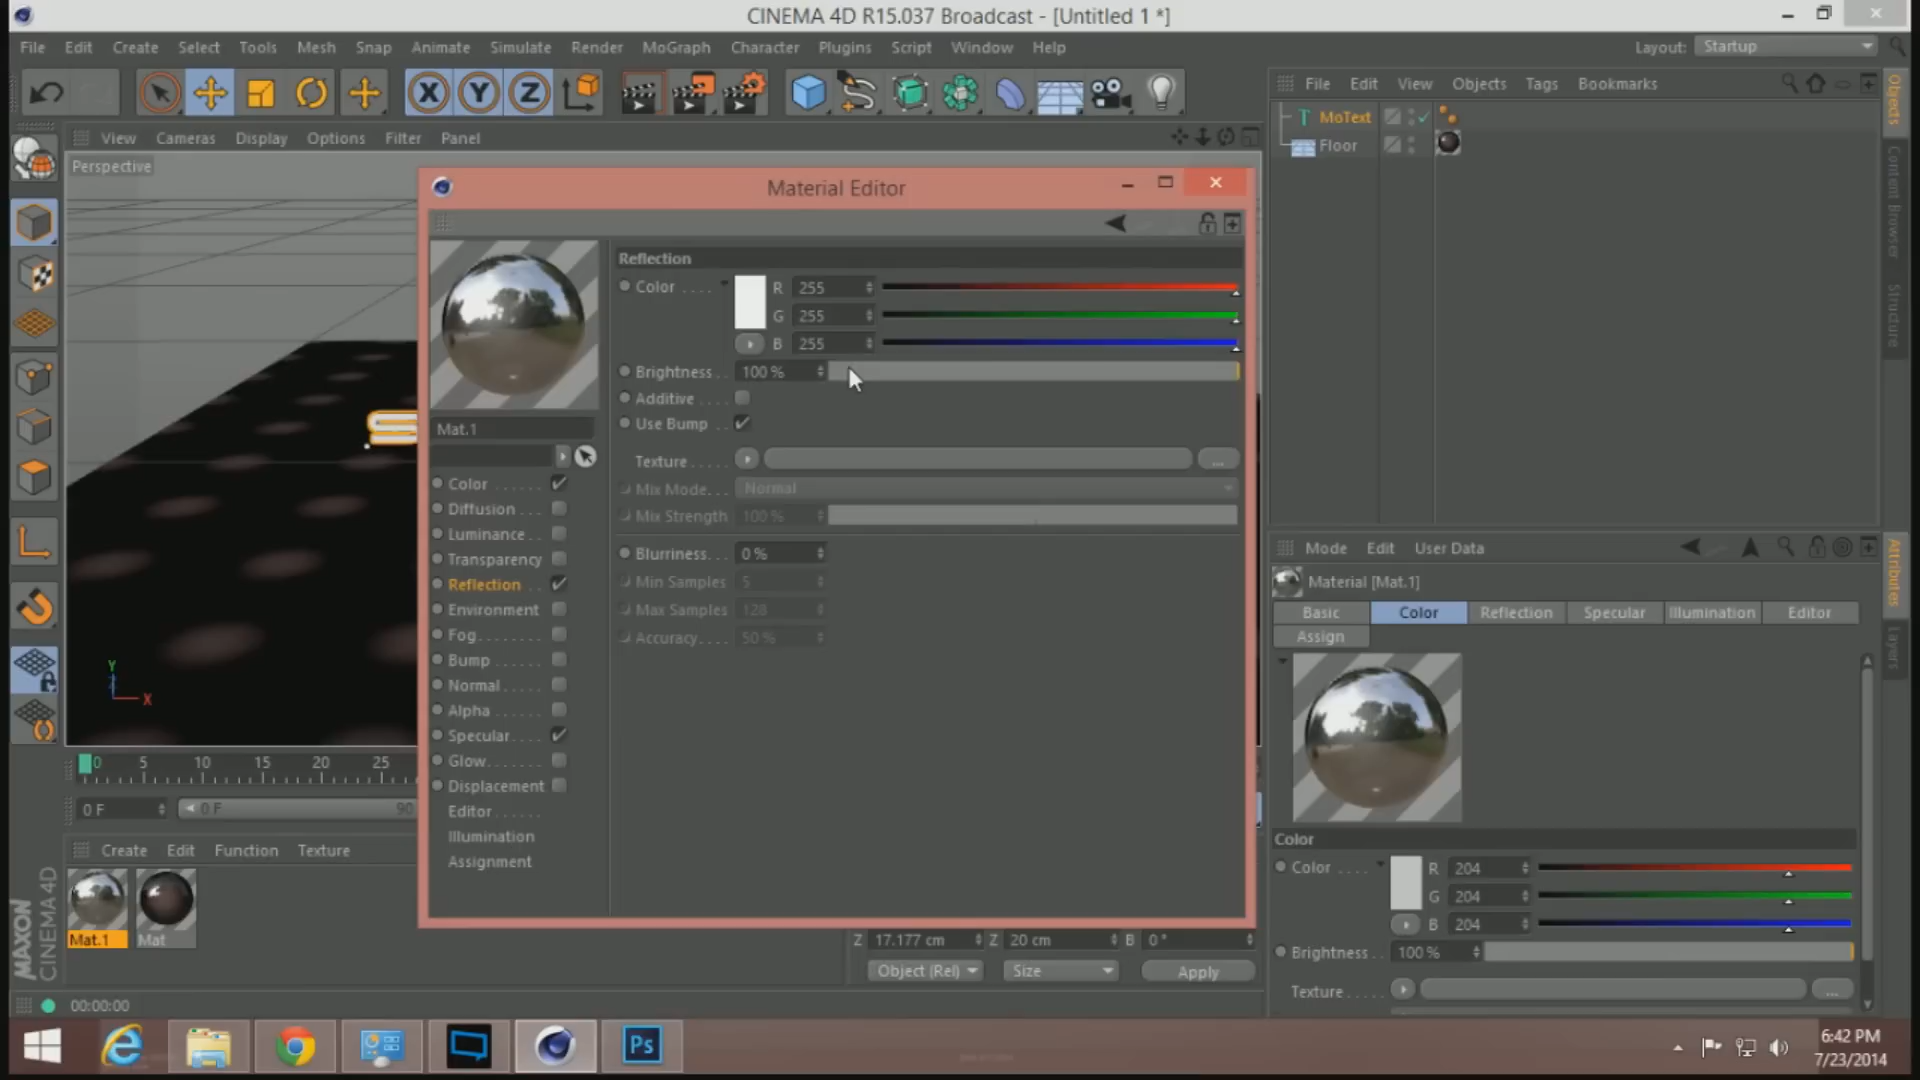 CINEMA 4D R15.037 Broadcast - [Untitled 1 *]
File Edit Create Select Tools Mesh Snap Animate Simulate Render MoGraph Character Plugins Script Window Help
Layout: Startup
X Y Z
File Edit View Objects Tags Bookmarks
Objects
Content Browser
Structure
MoText
Floor
View Cameras Display Options Filter Panel
Perspective
Material Editor
Reflection
Color .... R 255
G 255
B 255
Brightness . 100 %
Additive ....
Use Bump ..
Texture.....
Mix Mode... Normal
Mix Strength 100 %
Blurriness... 0 %
Min Samples 5
Max Samples 128
Accuracy.... 50 %
Mat.1
Color ......
Diffusion ...
Luminance ..
Transparency
Reflection ..
Environment
Fog........
Bump ......
Normal .....
Alpha ......
Specular....
Glow.......
Displacement
Editor ......
Illumination
Assignment
Y
Z
X
0 5 10 15 20 25
0 F 0 F 90
Create Edit Function Texture
Mat.1 Mat
MAXON
CINEMA 4D
Z 17.177 cm Z 20 cm B 0 °
Object (Rel) Size Apply
00:00:00
Mode Edit User Data
Attributes
Layers
Material [Mat.1]
Basic Color Reflection Specular Illumination Editor
Assign
Color
Color .... R 204
G 204
B 204
Brightness . 100 %
Texture..... ...
Ps
6:42 PM
7/23/2014